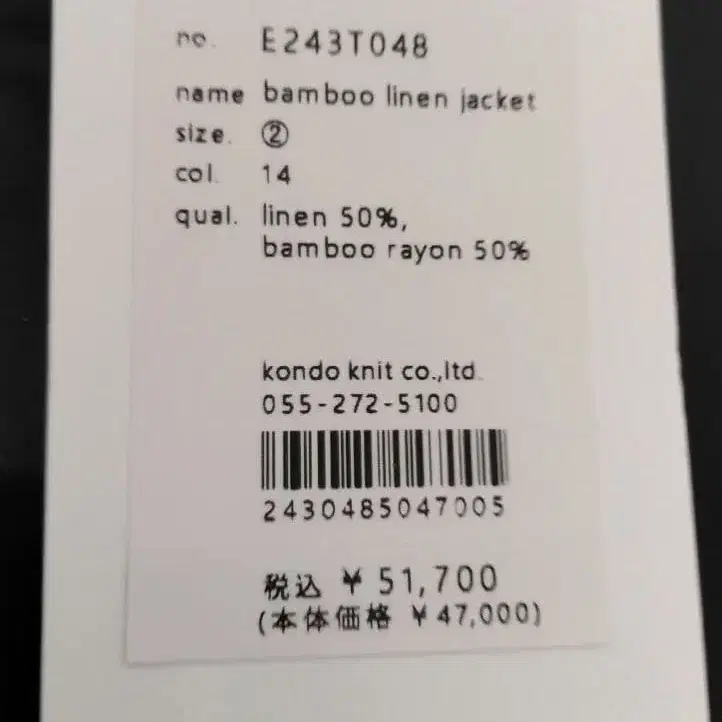 no. E243T048
name bamboo linen jacket
size. ②
col. 14
qual. linen 50%,
bamboo rayon 50%
kondo knit co.,ltd.
055-272-5100
2430485047005
税込 ¥ 51,700
(本体価格 ¥ 47,000)